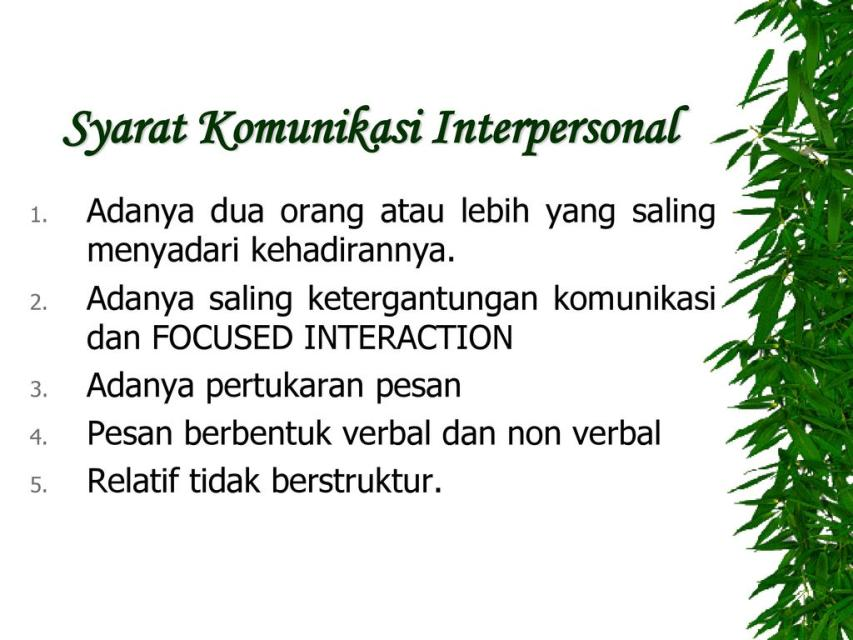 Syarat Komunikasi Interpersonal
1. Adanya dua orang atau lebih yang saling
menyadari kehadirannya.
2. Adanya saling ketergantungan komunikasi
dan FOCUSED INTERACTION
3. Adanya pertukaran pesan
4. Pesan berbentuk verbal dan non verbal
5. Relatif tidak berstruktur.